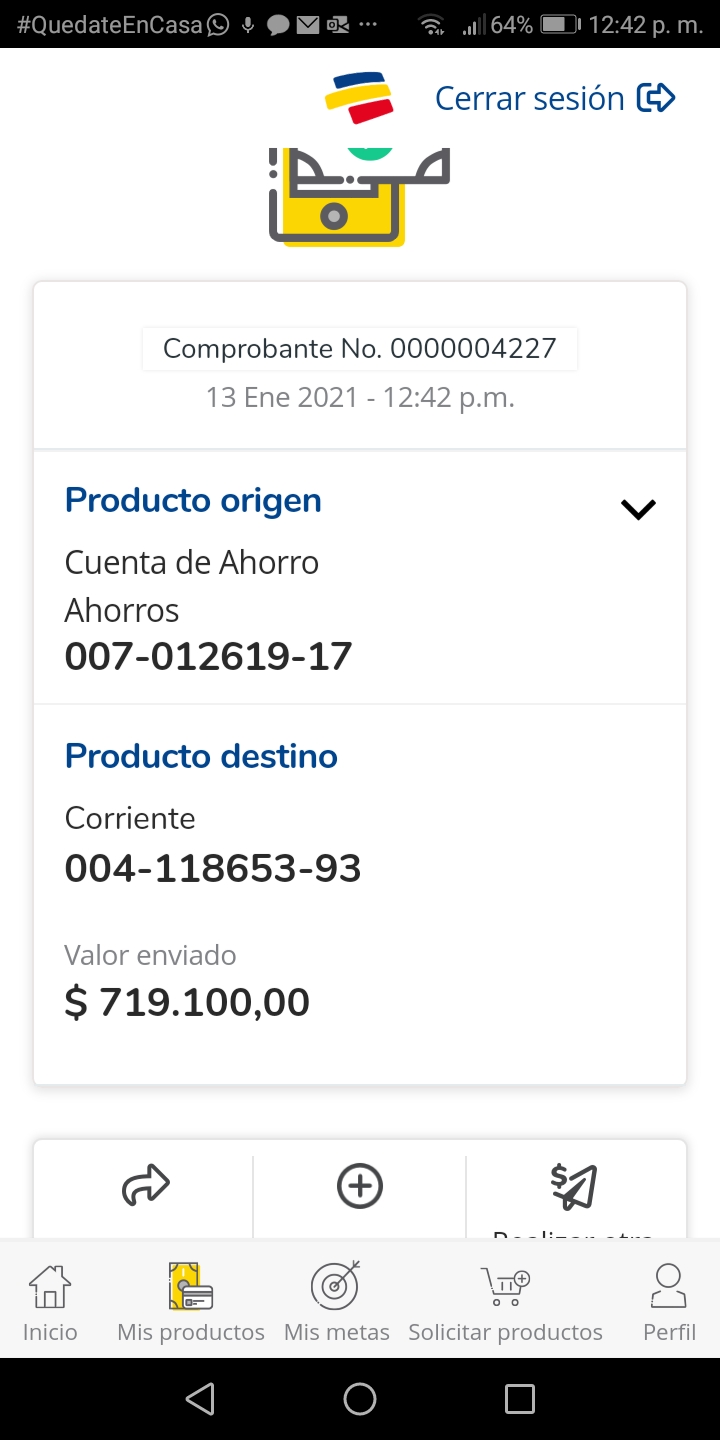 #QuedateEnCasa 64% 12:42 p. m.
Cerrar sesión
Comprobante No. 0000004227
13 Ene 2021 - 12:42 p.m.
Producto origen
Cuenta de Ahorro
Ahorros
007-012619-17
Producto destino
Corriente
004-118653-93
Valor enviado
$ 719.100,00
Realizar otra
Inicio Mis productos Mis metas Solicitar productos Perfil